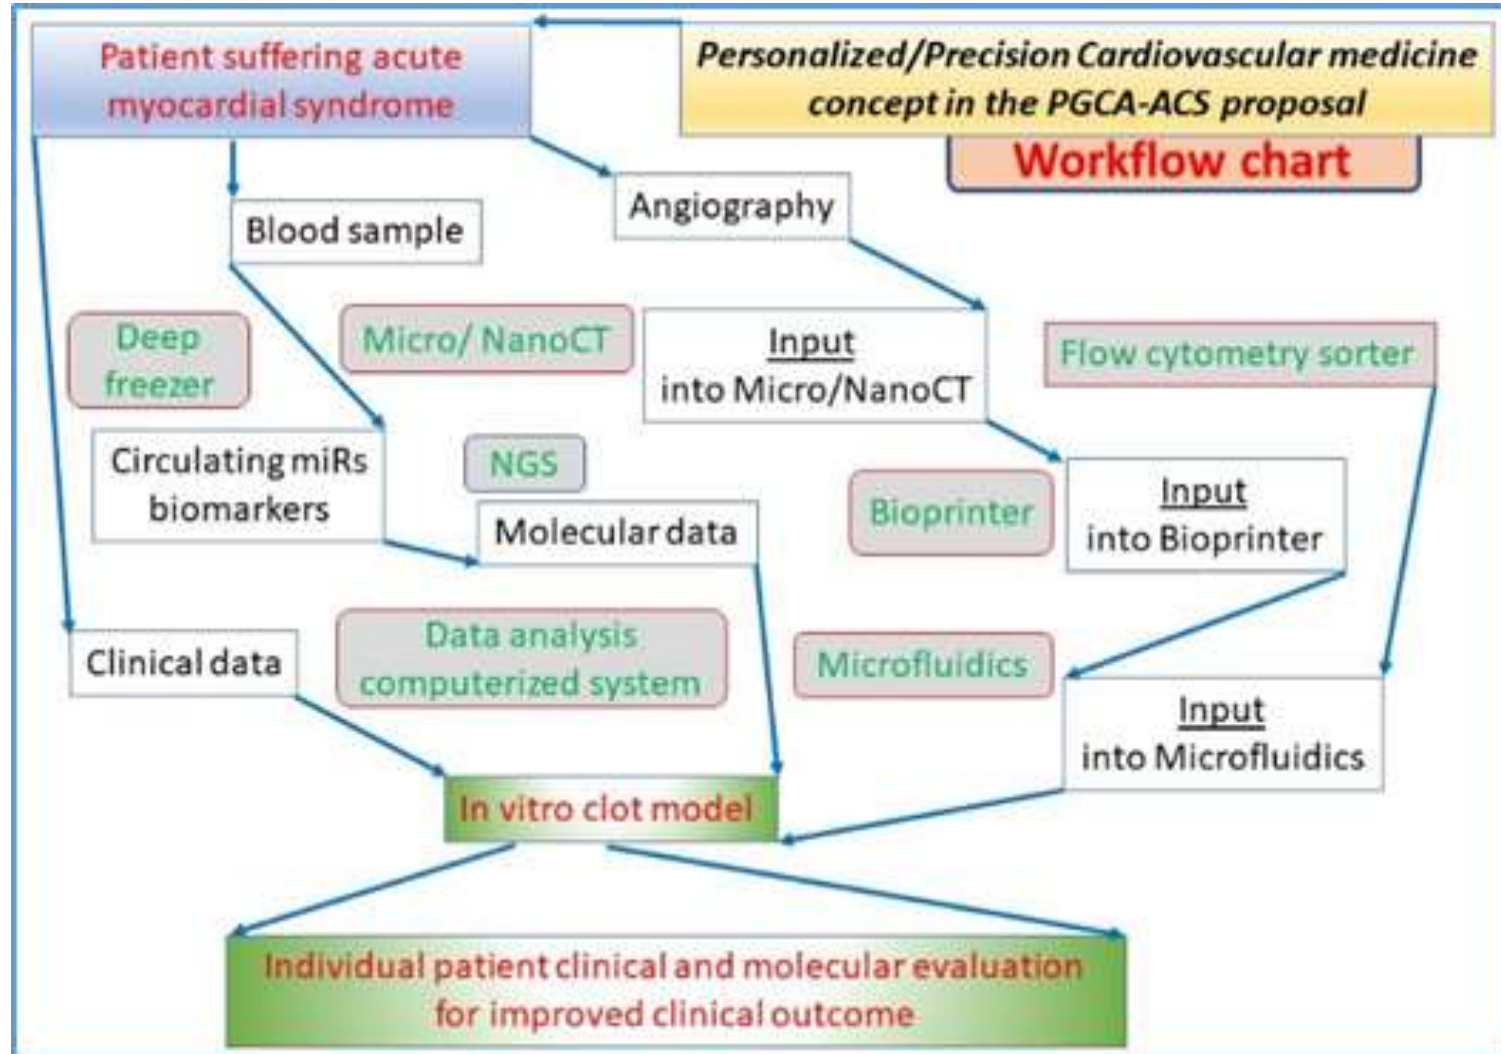 Patient suffering acute
myocardial syndrome
Personalized/Precision Cardiovascular medicine
concept in the PGCA-ACS proposal
Workflow chart
Angiography
Blood sample
Deep
freezer
Micro/ NanoCT
Input
into Micro/NanoCT
Flow cytometry sorter
Circulating miRs
biomarkers
NGS
Molecular data
Bioprinter
Input
into Bioprinter
Clinical data
Data analysis
computerized system
Microfluidics
Input
into Microfluidics
In vitro clot model
Individual patient clinical and molecular evaluation
for improved clinical outcome